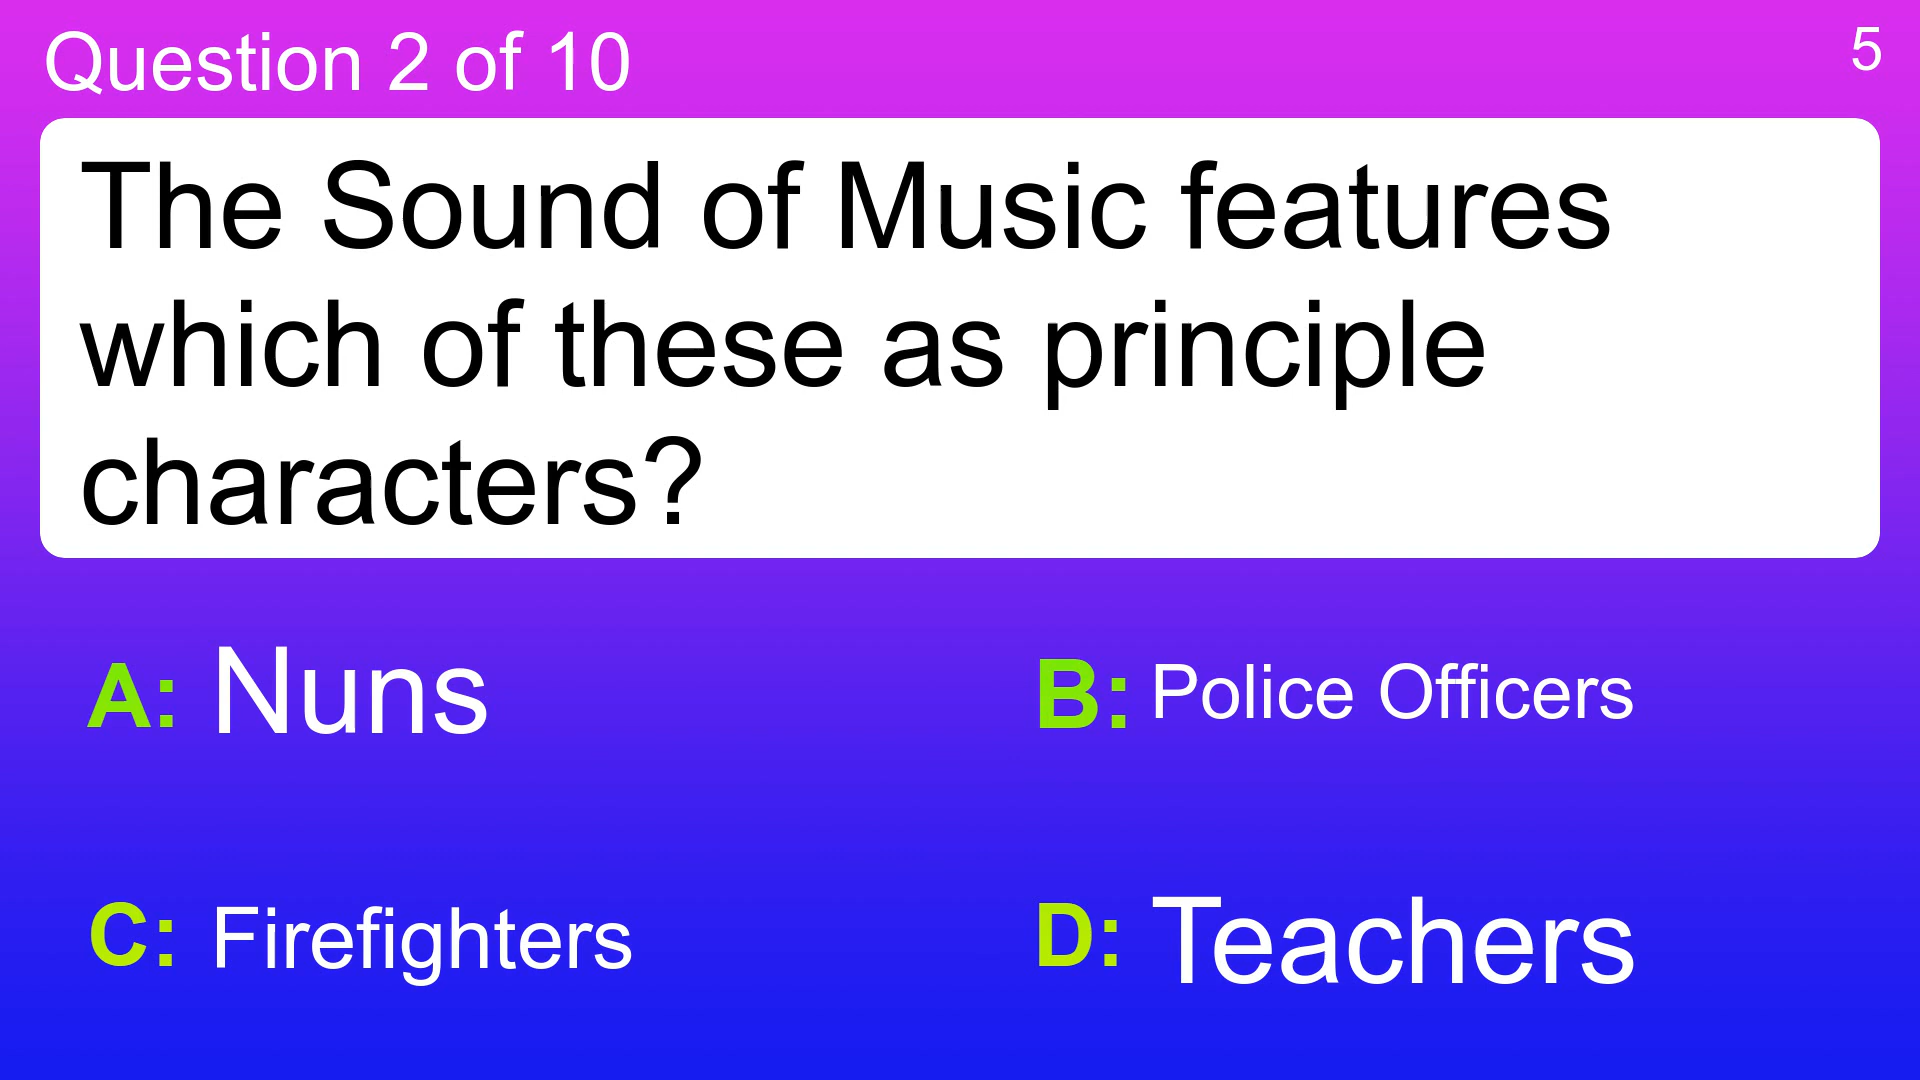 Question 2 of 10
5
The Sound of Music features
which of these as principle
characters?
A: Nuns
B: Police Officers
C: Firefighters
D: Teachers